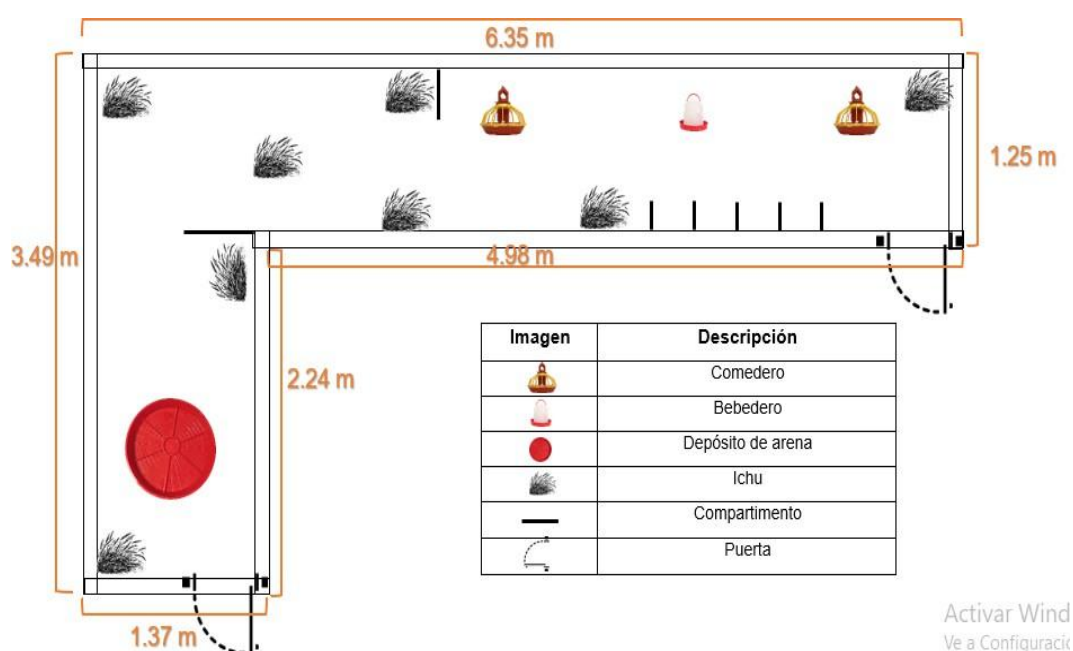 6.35 m
1.25 m
3.49 m
4.98 m
2.24 m
1.37 m
Imagen Descripción
Comedero
Bebedero
Depósito de arena
Ichu
Compartimento
Puerta
Activar Wind
Ve a Configuració